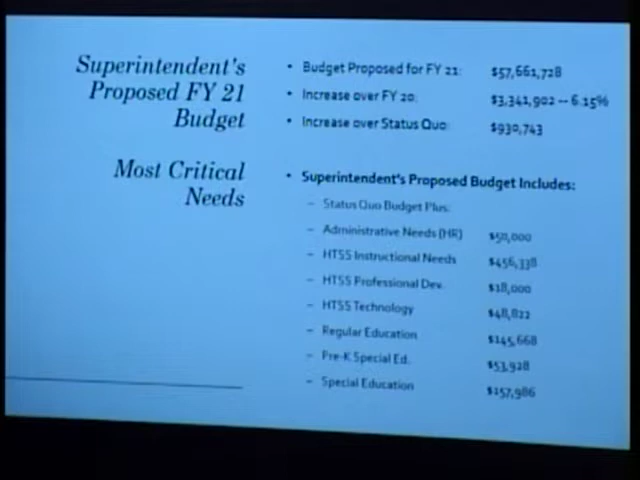 Superintendent's
Proposed FY 21
Budget
Most Critical
Needs
• Budget Proposed for FY 21: $57,661,728
• Increase over FY 20: $3,341,902 -- 6.15%
• Increase over Status Quo: $930,743
• Superintendent's Proposed Budget Includes:
– Status Quo Budget Plus:
– Administrative Needs (HR) $50,000
– HTSS Instructional Needs $456,338
– HTSS Professional Dev. $18,000
– HTSS Technology $48,822
– Regular Education $145,668
– Pre-K Special Ed. $53,928
– Special Education $157,986